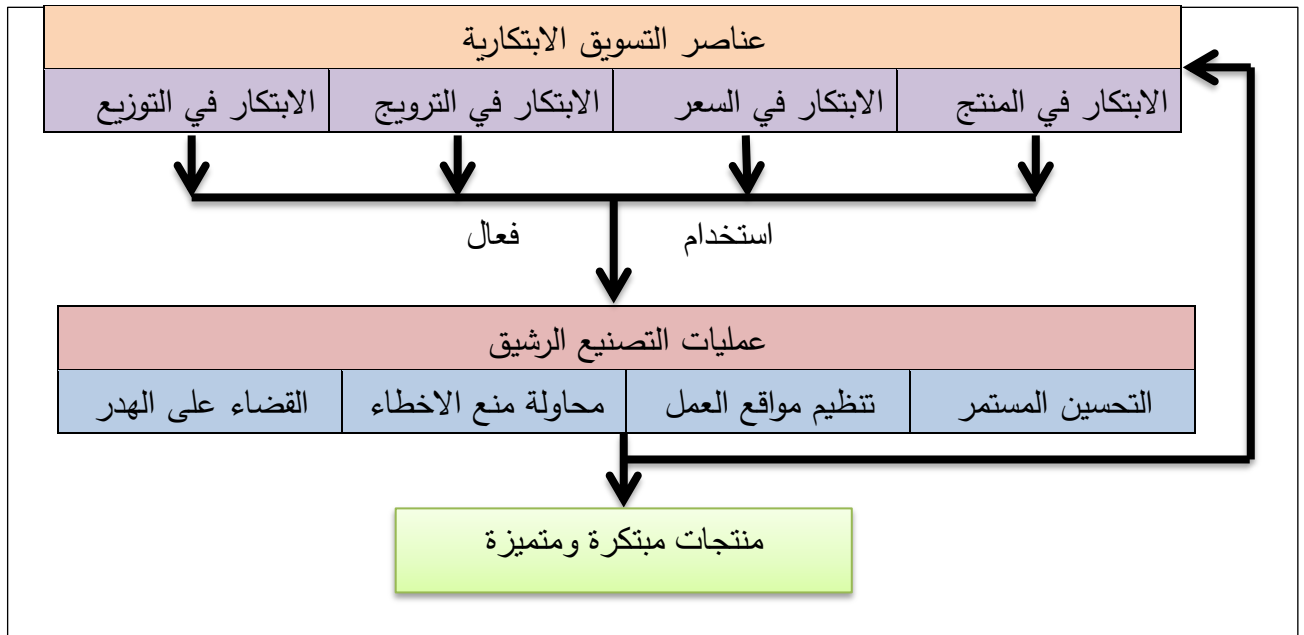 عناصر التسويق الابتكارية
الابتكار في المنتج
الابتكار في السعر
الابتكار في الترويج
الابتكار في التوزيع
استخدام فعال
عمليات التصنيع الرشيق
التحسين المستمر
تنظيم مواقع العمل
محاولة منع الاخطاء
القضاء على الهدر
منتجات مبتكرة ومتميزة